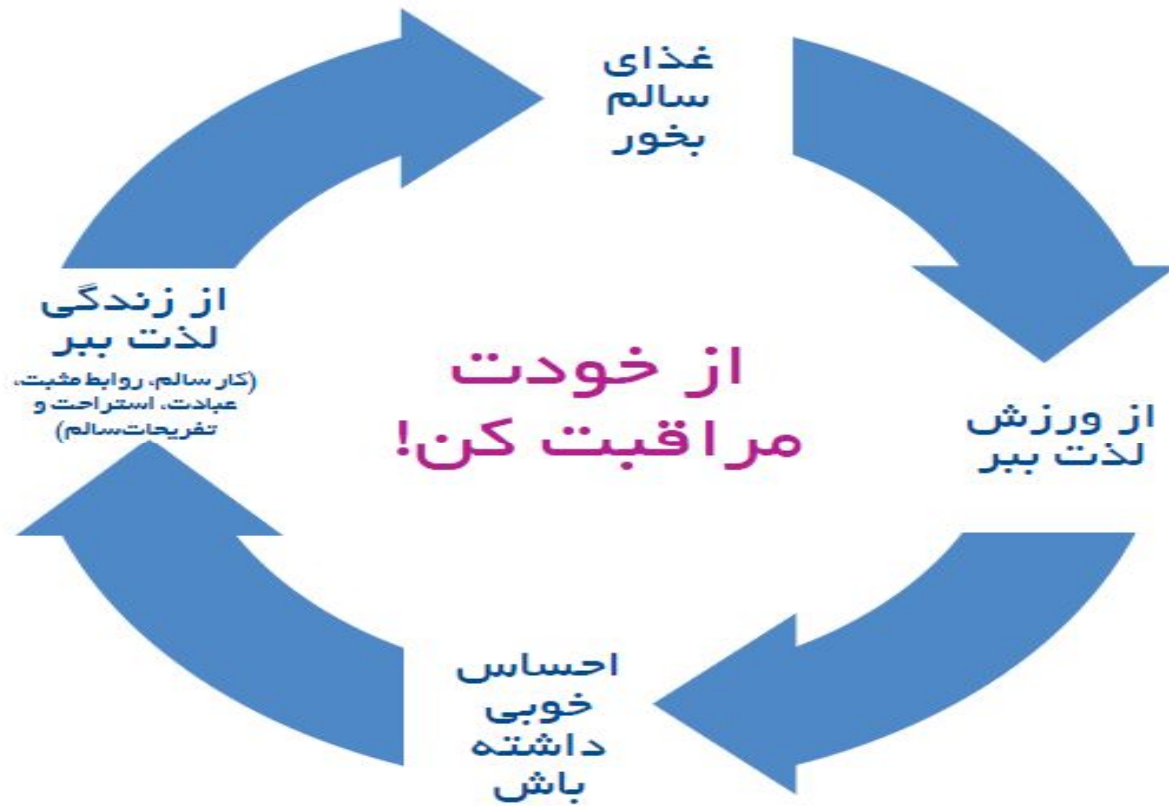 غذای
سالم
بخور
از ورزش
لذت ببر
احساس
خوبی
داشته
باش
از زندگی
لذت ببر
(کار سالم، روابط مثبت،
عبادت، استراحت و
تفریحات‌سالم)
از خودت
مراقبت کن!